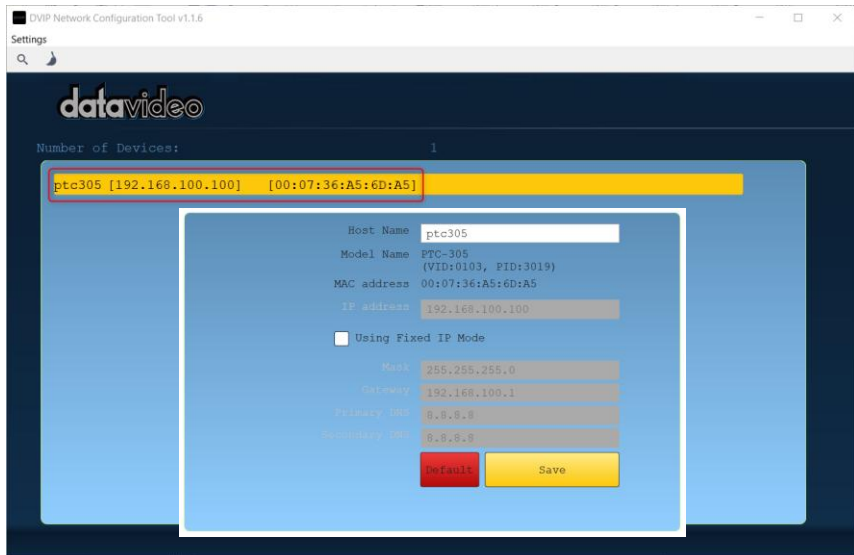 DVIP Network Configuration Tool v1.1.6
Settings
datavideo
Number of Devices: 1
ptc305 [192.168.100.100] [00:07:36:A5:6D:A5]
Host Name ptc305
Model Name PTC-305
(VID:0103, PID:3019)
MAC address 00:07:36:A5:6D:A5
IP address 192.168.100.100
Using Fixed IP Mode
Mask 255.255.255.0
Gateway 192.168.100.1
Primary DNS 8.8.8.8
Secondary DNS 8.8.8.8
Default Save